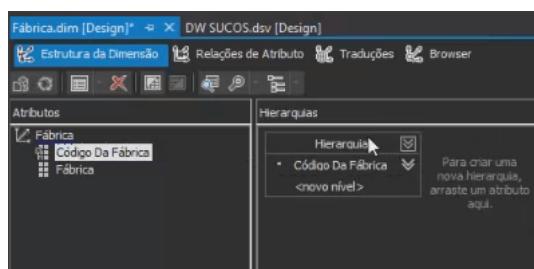 Fábrica.dim [Design]* DW SUCOS.dsv [Design]
Estrutura da Dimensão Relações de Atributo Traduções Browser
Atributos
Fábrica
Código Da Fábrica
Fábrica
Hierarquias
Hierarquia
Código Da Fábrica
<novo nível>
Para criar uma
nova hierarquia,
arraste um atributo
aqui.